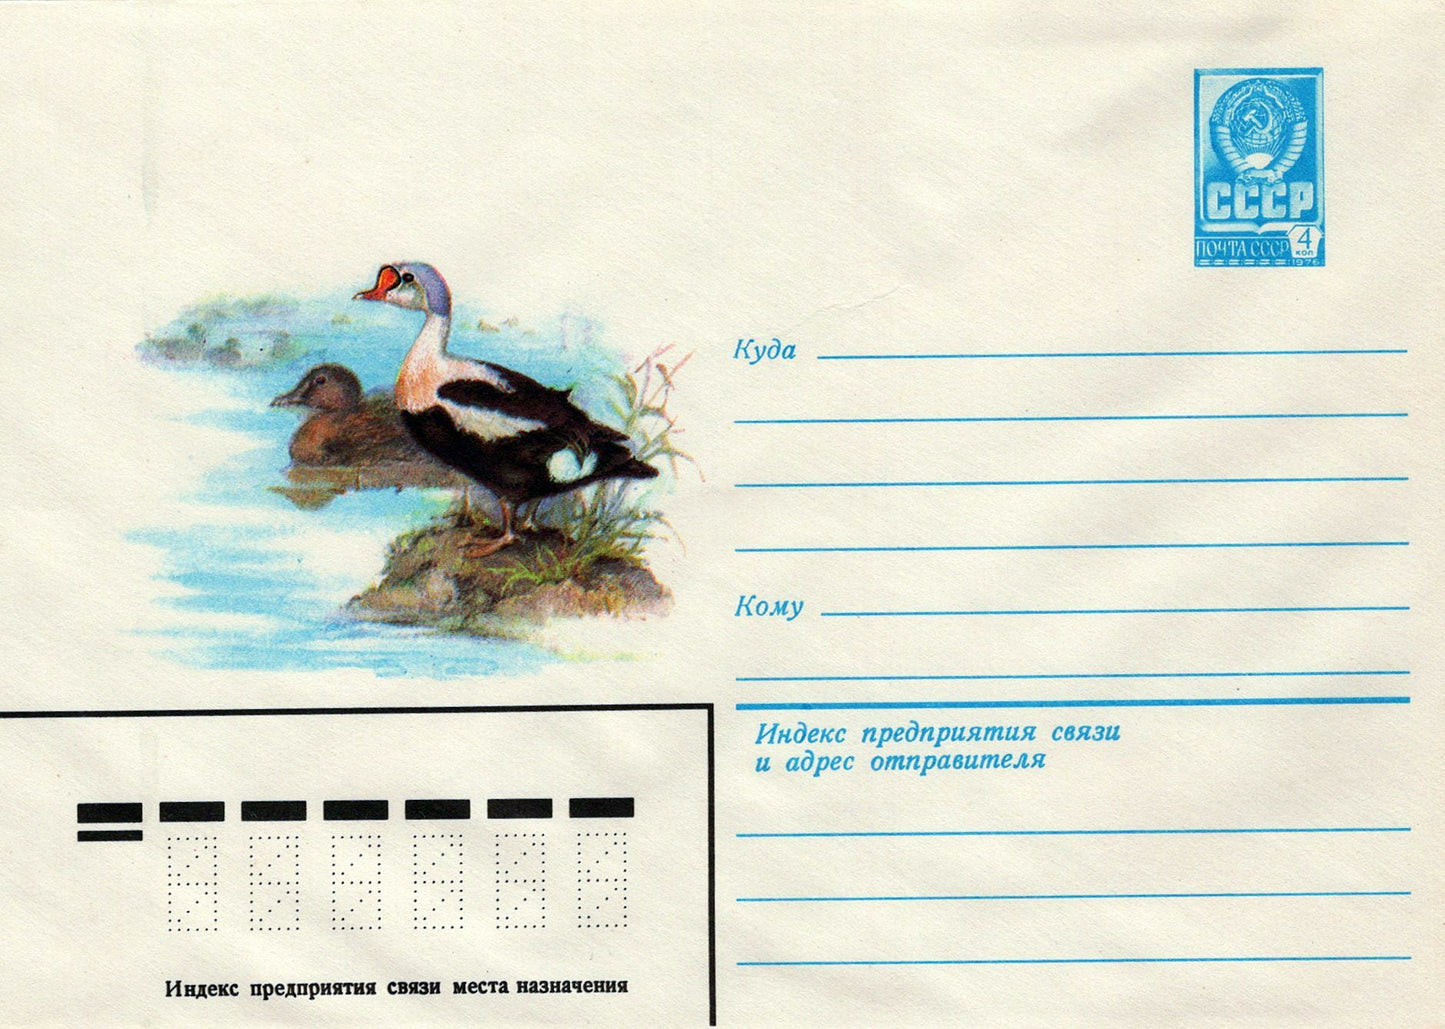 СССР
ПОЧТА СССР
4
КОП
1976
Куда
Кому
Индекс предприятия связи
и адрес отправителя
Индекс предприятия связи места назначения